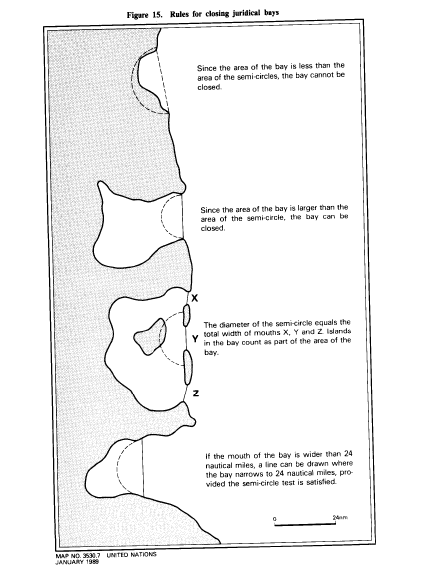 Figure 15. Rules for closing juridical bays
Since the area of the bay is less than the
area of the semi-circles, the bay cannot be
closed.
Since the area of the bay is larger than the
area of the semi-circle, the bay can be
closed.
X
The diameter of the semi-circle equals the
total width of mouths X, Y and Z. Islands
in the bay count as part of the area of the
bay.
Y
Z
If the mouth of the bay is wider than 24
nautical miles, a line can be drawn where
the bay narrows to 24 nautical miles, pro-
vided the semi-circle test is satisfied.
0 24nm
MAP NO. 3530.7 UNITED NATIONS
JANUARY 1989